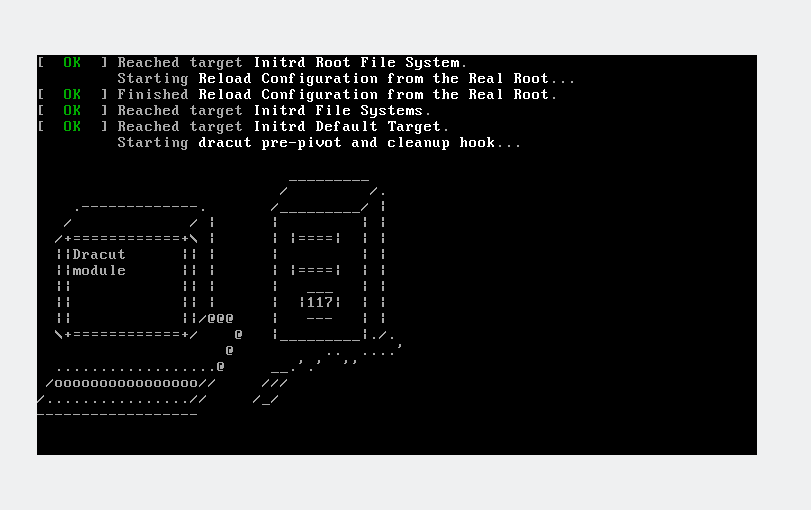 [  OK  ] Reached target Initrd Root File System.
Starting Reload Configuration from the Real Root...
[  OK  ] Finished Reload Configuration from the Real Root.
[  OK  ] Reached target Initrd File Systems.
[  OK  ] Reached target Initrd Default Target.
Starting dracut pre-pivot and cleanup hook...
Dracut
module
117